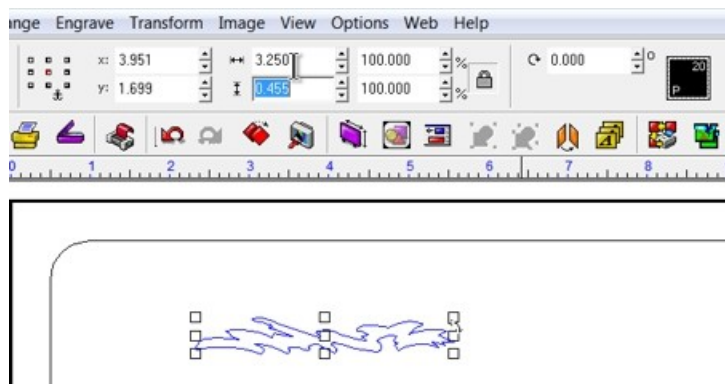 nge Engrave Transform Image View Options Web Help
x: 3.951 3.250 100.000 % 0.000 ° 20
y: 1.699 0.455 100.000 % P
0 1 2 3 4 5 6 7 8